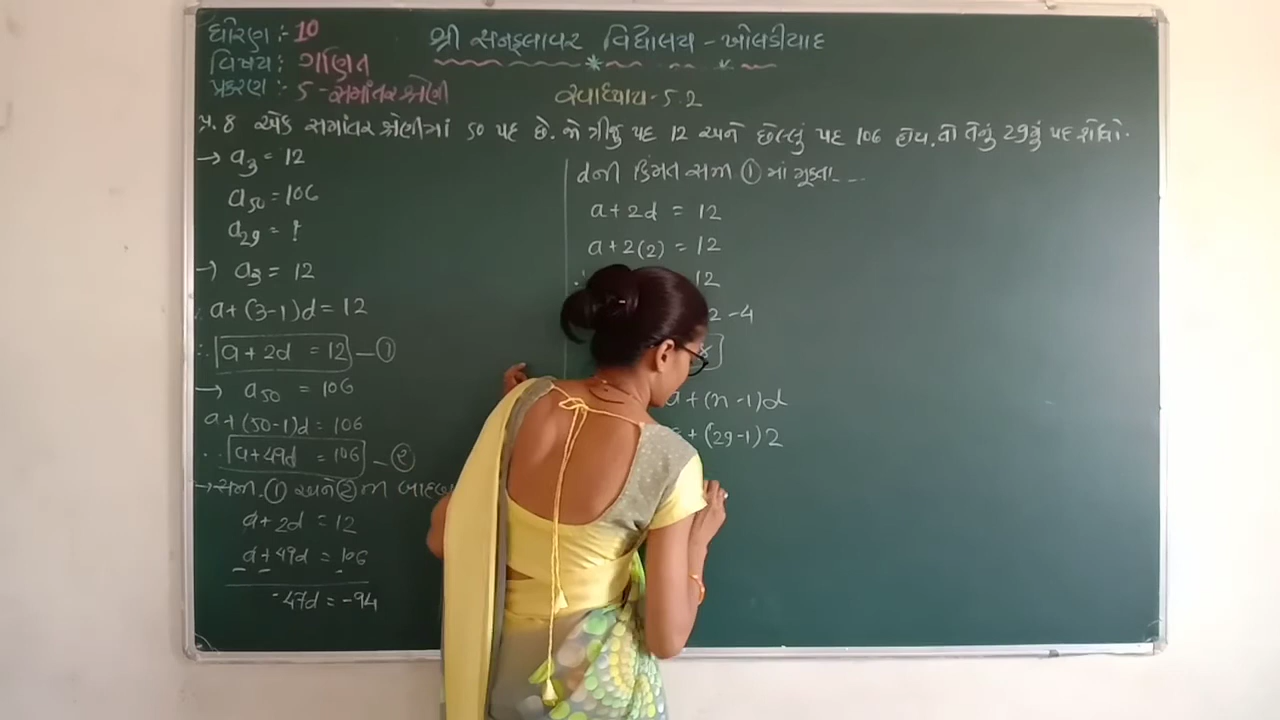 ધોરણ :- 10
વિષય : ગણિત
પ્રકરણ :- 5 - સમાંતર શ્રેણી
શ્રી વિદ્યાલય - ખોલડીયાદ
સ્વાધ્યાય - 5.2
પ્ર. 8 એક સમાંતર શ્રેણીમાં 50 પદ છે. જો ત્રીજુ પદ 12 અને છેલ્લું પદ 106 હોય. તો તેનું 29મું પદ શોધો.
→ a3 = 12
a50 = 106
a29 = ?
→ a3 = 12
a + (3-1)d = 12
∴ a + 2d = 12 — ①
→ a50 = 106
a + (50-1)d = 106
∴ a + 49d = 106 — ②
→ સમી. ① અને ② ના બાદબા
a + 2d = 12
a + 49d = 106
- - -
-47d = -94
d ની કિંમત સમી ① માં મૂકતા - - -
a + 2d = 12
a + 2(2) = 12
∴ 12
2 - 4
8
a + (n - 1)d
+ (29 - 1) 2